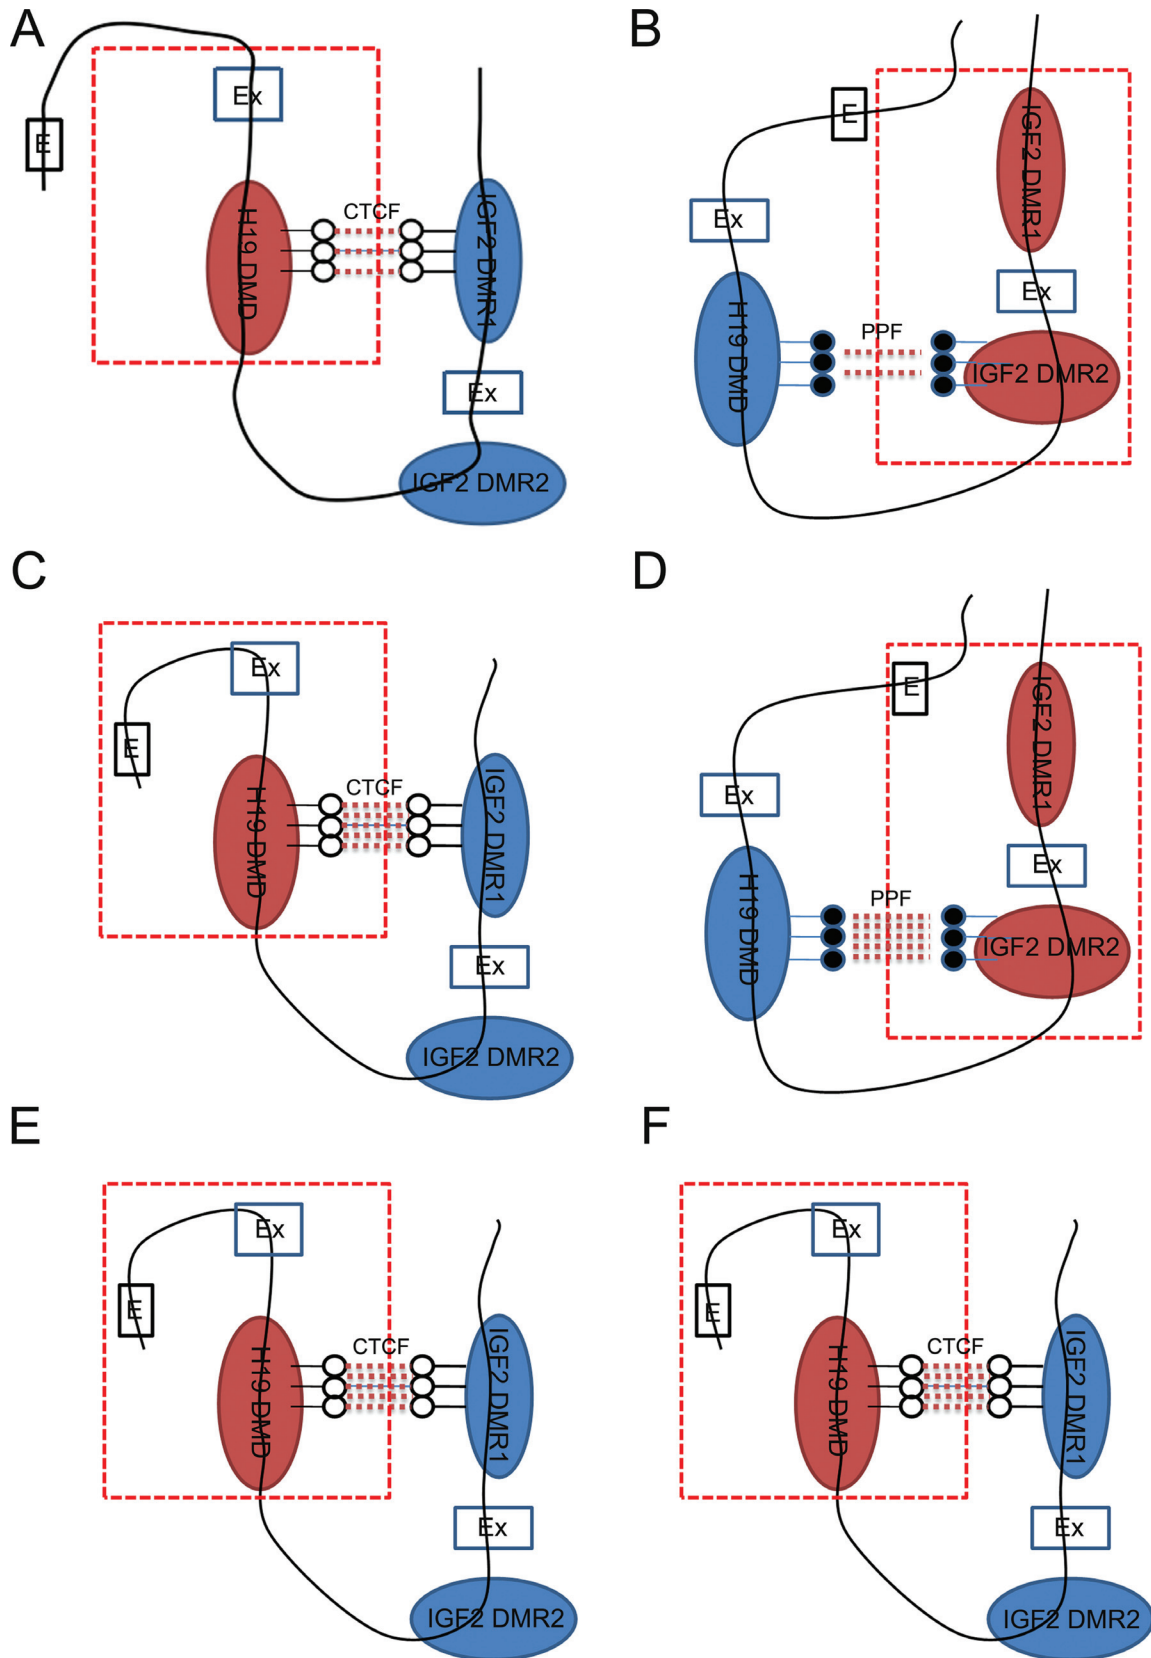 A
Ex
E
CTCF
H19 DMD
IGF2 DMR1
Ex
IGF2 DMR2
B
E
IGF2 DMR1
Ex
Ex
H19 DMD
PPF
IGF2 DMR2
C
Ex
E
CTCF
H19 DMD
IGF2 DMR1
Ex
IGF2 DMR2
D
E
IGF2 DMR1
Ex
Ex
PPF
H19 DMD
IGF2 DMR2
E
Ex
E
CTCF
H19 DMD
IGF2 DMR1
Ex
IGF2 DMR2
F
Ex
E
CTCF
H19 DMD
IGF2 DMR1
Ex
IGF2 DMR2